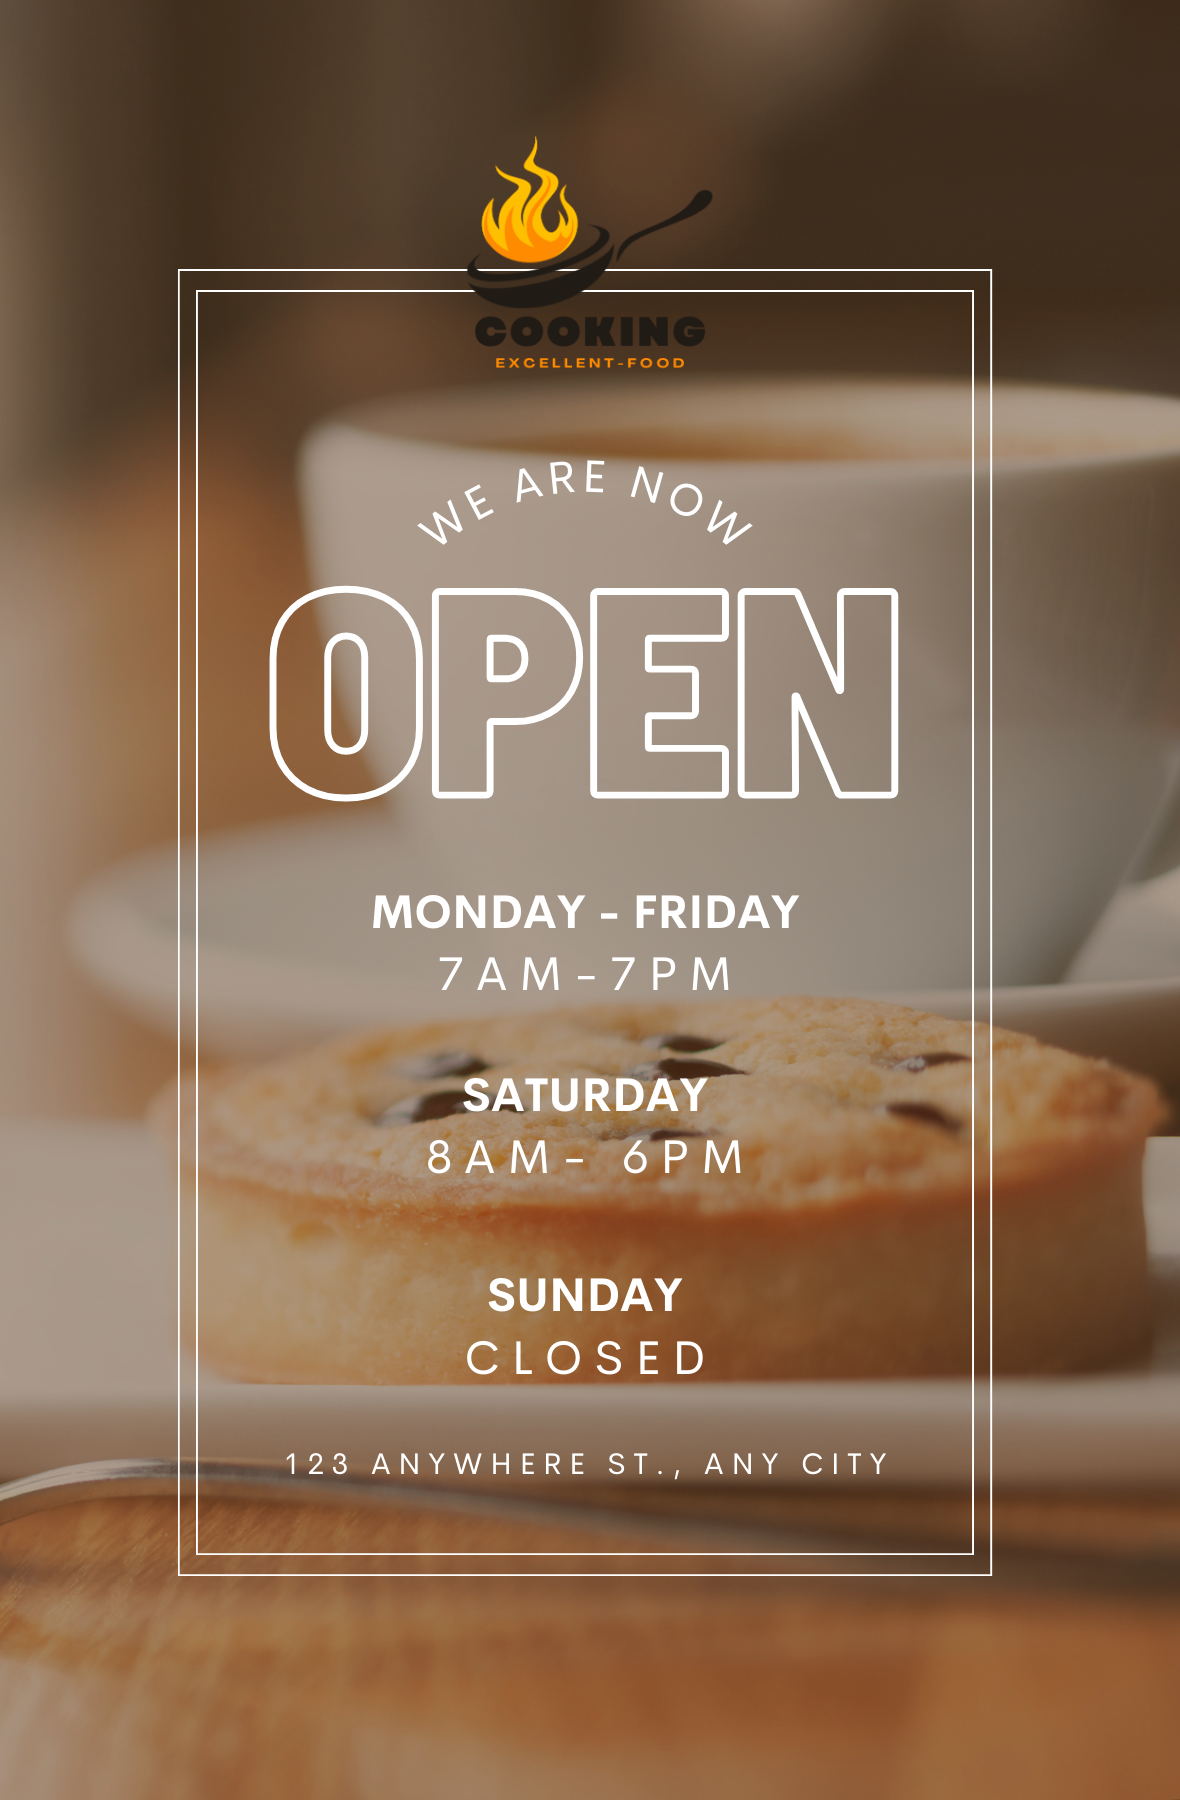 COOKING
EXCELLENT-FOOD
WE ARE NOW
OPEN
MONDAY - FRIDAY
7AM-7PM
SATURDAY
8AM- 6PM
SUNDAY
CLOSED
123 ANYWHERE ST., ANY CITY